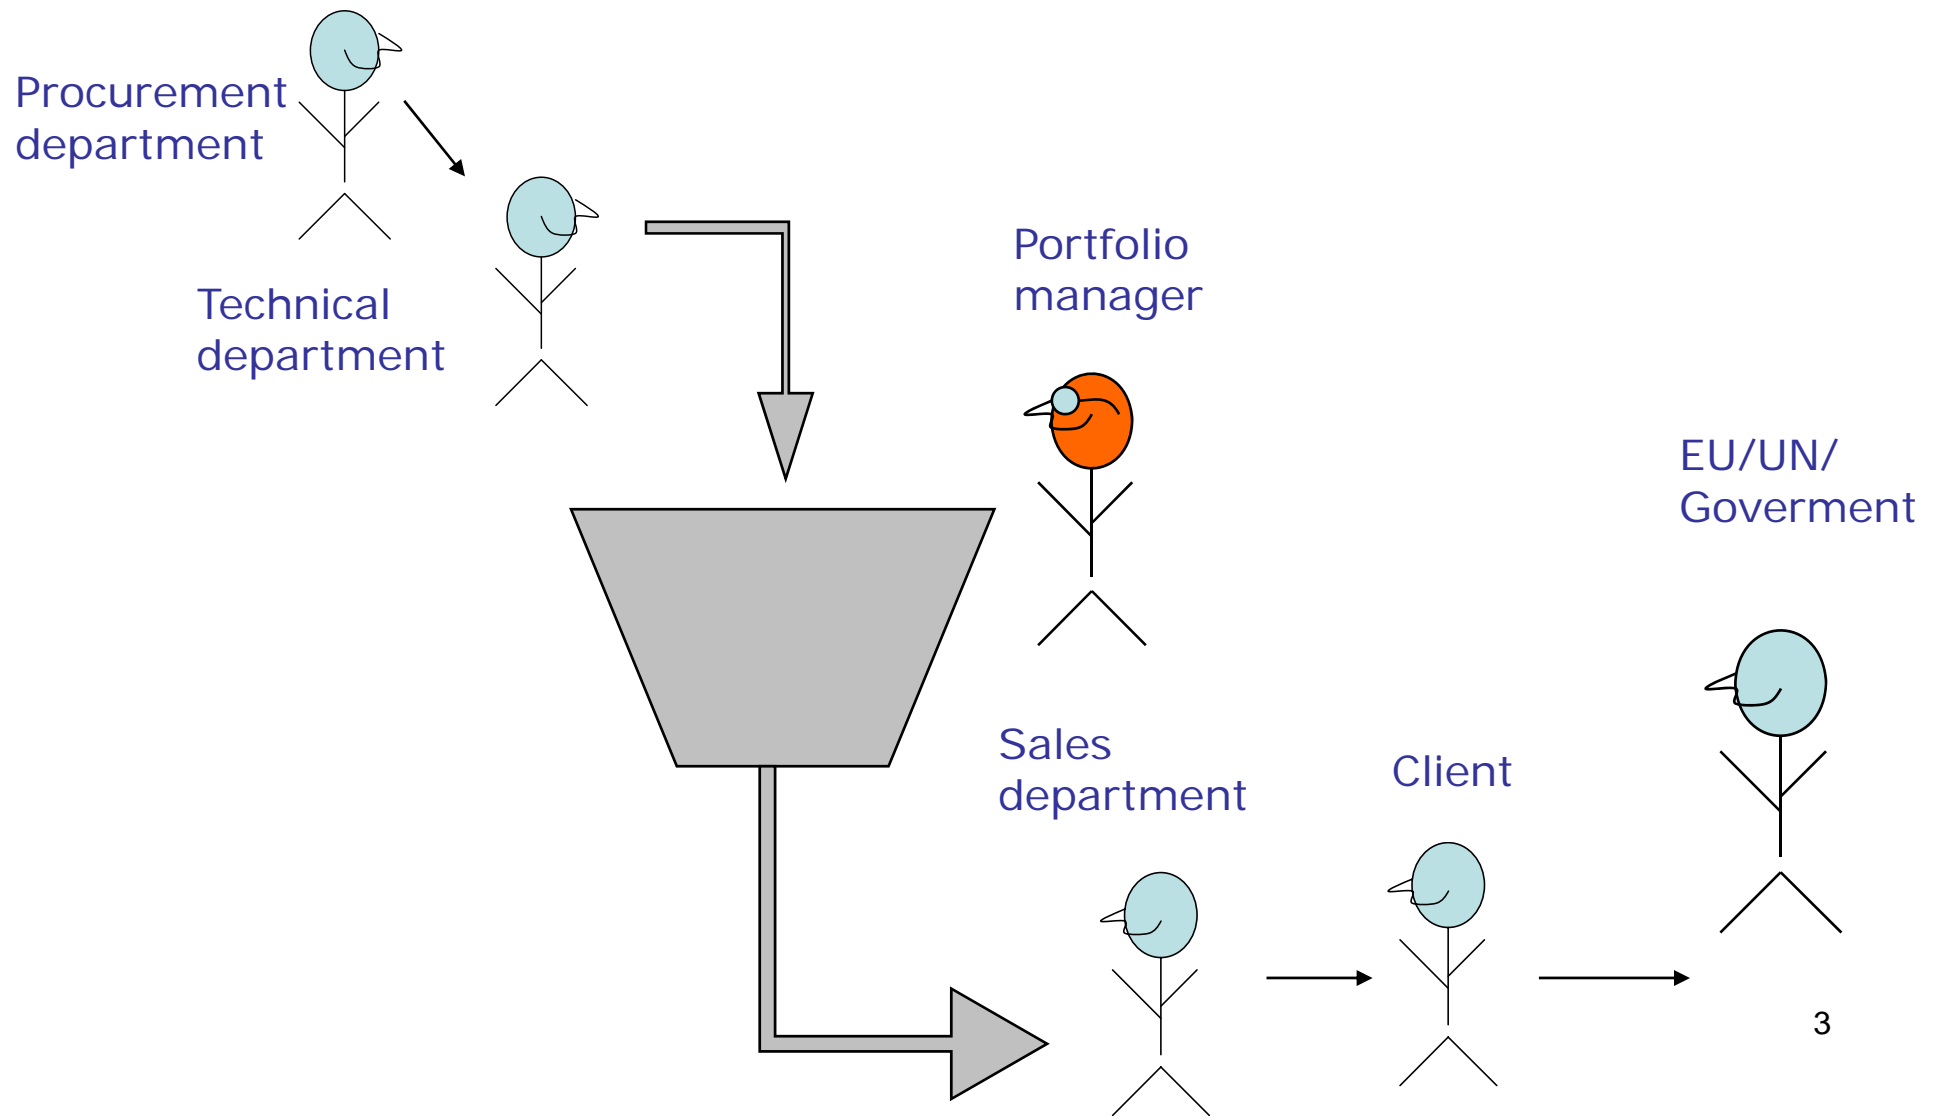 Procurement
department
Technical
department
Portfolio
manager
EU/UN/
Goverment
Sales
department
Client
3